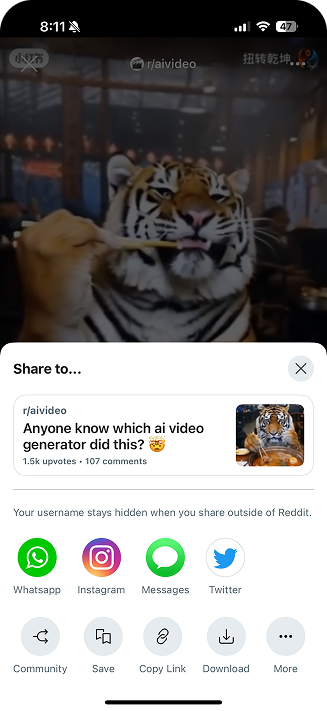 8:11
47
r/aivideo
扭转乾坤
Share to...
r/aivideo
Anyone know which ai video
generator did this? 🤯
1.5k upvotes • 107 comments
Your username stays hidden when you share outside of Reddit.
Whatsapp
Instagram
Messages
Twitter
Community
Save
Copy Link
Download
More